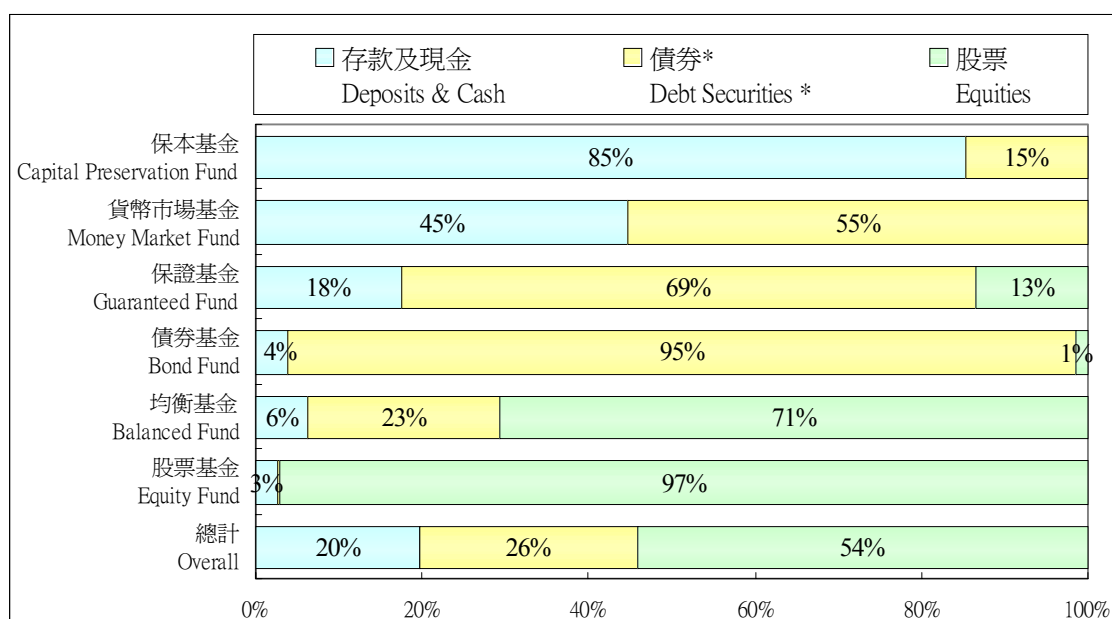 存款及現金 債券* 股票
Deposits & Cash Debt Securities * Equities
保本基金
Capital Preservation Fund
85% 15%
貨幣市場基金
Money Market Fund
45% 55%
保證基金
Guaranteed Fund
18% 69% 13%
債券基金
Bond Fund
4% 95% 1%
均衡基金
Balanced Fund
6% 23% 71%
股票基金
Equity Fund
3% 97%
總計
Overall
20% 26% 54%
0% 20% 40% 60% 80% 100%